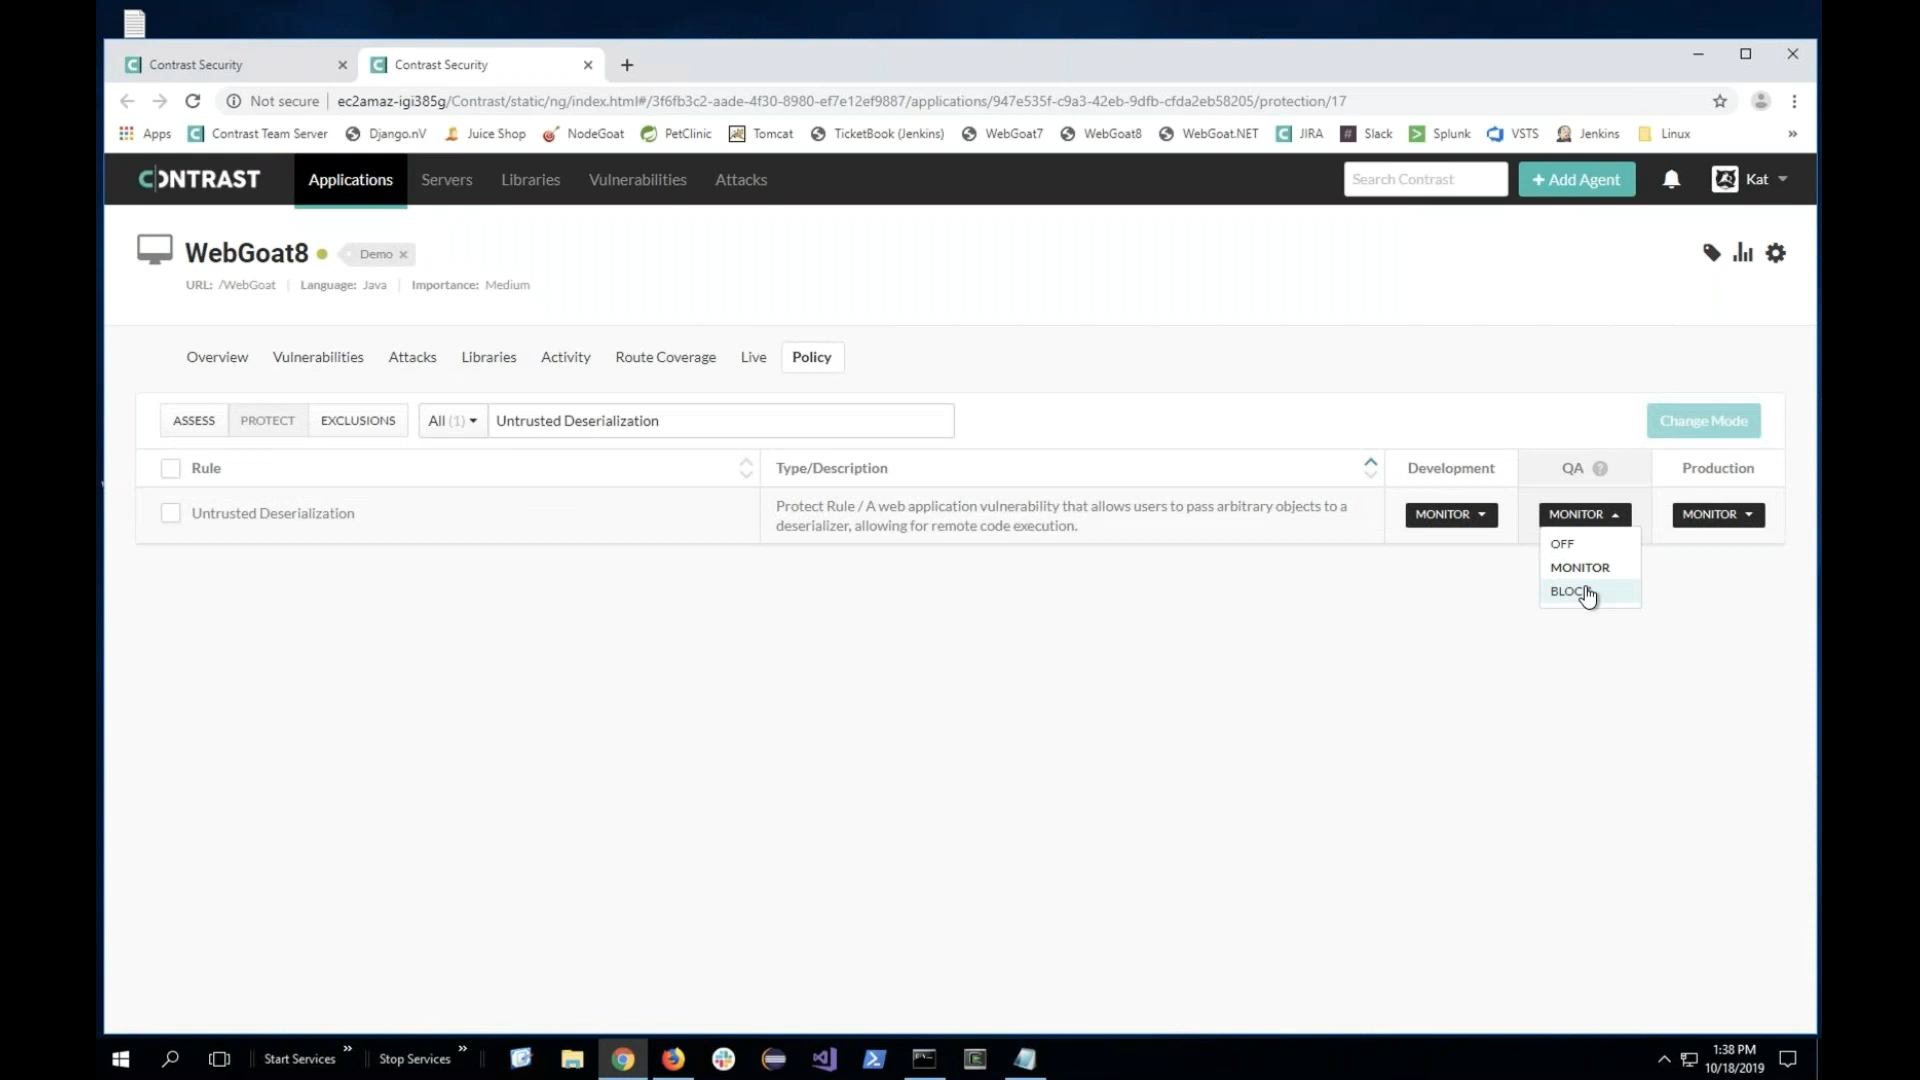 Contrast Security
Contrast Security
Not secure
ec2amaz-igi385g/Contrast/static/ng/index.html#/3f6fb3c2-aade-4f30-8980-ef7e12ef9887/applications/947e535f-c9a3-42eb-9dfb-cfda2eb58205/protection/17
Apps Contrast Team Server Django.nV Juice Shop NodeGoat PetClinic Tomcat TicketBook (Jenkins) WebGoat7 WebGoat8 WebGoat.NET JIRA Slack Splunk VSTS Jenkins Linux »
CONTRAST Applications Servers Libraries Vulnerabilities Attacks Search Contrast + Add Agent Kat
WebGoat8 Demo ×
URL: /WebGoat | Language: Java | Importance: Medium
Overview Vulnerabilities Attacks Libraries Activity Route Coverage Live Policy
ASSESS PROTECT EXCLUSIONS All (1) Untrusted Deserialization Change Mode
Rule Type/Description Development QA ? Production
Untrusted Deserialization
Protect Rule / A web application vulnerability that allows users to pass arbitrary objects to a
deserializer, allowing for remote code execution.
MONITOR MONITOR MONITOR
OFF
MONITOR
Start Services » Stop Services »
1:38 PM
10/18/2019